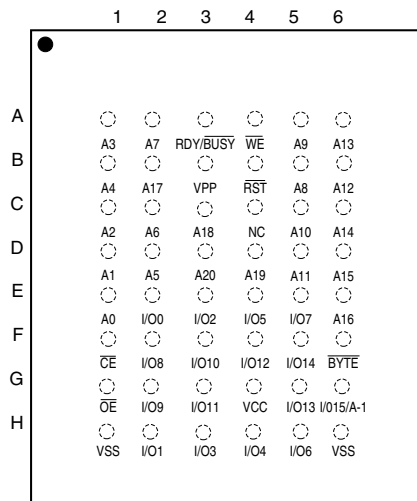 1 2 3 4 5 6
A
A3 A7 RDY/BUSY WE A9 A13
B
A4 A17 VPP RST A8 A12
C
A2 A6 A18 NC A10 A14
D
A1 A5 A20 A19 A11 A15
E
A0 I/O0 I/O2 I/O5 I/O7 A16
F
CE I/O8 I/O10 I/O12 I/O14 BYTE
G
OE I/O9 I/O11 VCC I/O13 I/015/A-1
H
VSS I/O1 I/O3 I/O4 I/O6 VSS